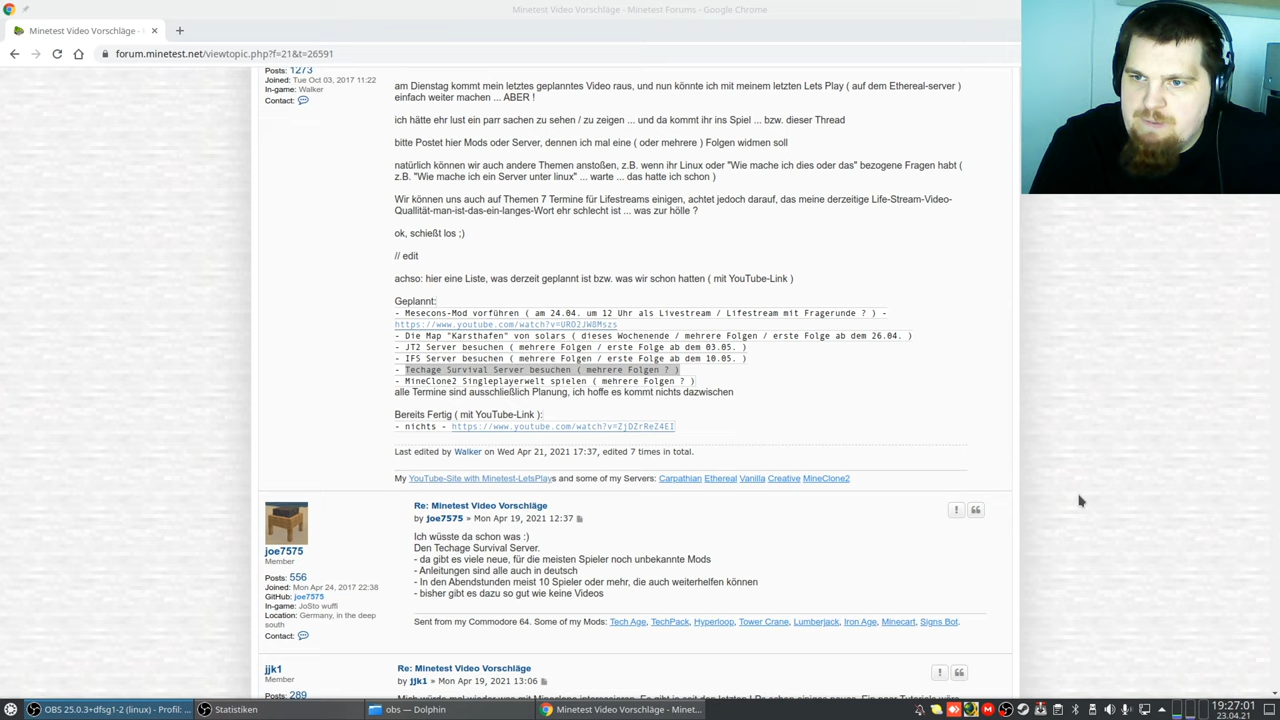 Minetest Video Vorschläge - Minetest Forums - Google Chrome
Minetest Video Vorschläge -
forum.minetest.net/viewtopic.php?f=21&t=26591
Posts: 1273
Joined: Tue Oct 03, 2017 11:22
In-game: Walker
Contact:
am Dienstag kommt mein letztes geplanntes Video raus, und nun könnte ich mit meinem letzten Lets Play ( auf dem Ethereal-server )
einfach weiter machen ... ABER !
ich hätte ehr lust ein parr sachen zu sehen / zu zeigen ... und da kommt ihr ins Spiel ... bzw. dieser Thread
bitte Postet hier Mods oder Server, dennen ich mal eine ( oder mehrere ) Folgen widmen soll
natürlich können wir auch andere Themen anstoßen, z.B. wenn ihr Linux oder "Wie mache ich dies oder das" bezogene Fragen habt (
z.B. "Wie mache ich ein Server unter linux" ... warte ... das hatte ich schon )
Wir können uns auch auf Themen 7 Termine für Lifestreams einigen, achtet jedoch darauf, das meine derzeitige Life-Stream-Video-
Quallität-man-ist-das-ein-langes-Wort ehr schlecht ist ... was zur hölle ?
ok, schießt los ;)
// edit
achso: hier eine Liste, was derzeit geplannt ist bzw. was wir schon hatten ( mit YouTube-Link )
Geplannt:
- Mesecons-Mod vorführen ( am 24.04. um 12 Uhr als Livestream / Lifestream mit Fragerunde ? ) -
https://www.youtube.com/watch?v=URO2JW8Mszs
- Die Map "Karsthafen" von solars ( dieses Wochenende / mehrere Folgen / erste Folge ab dem 26.04. )
- JT2 Server besuchen ( mehrere Folgen / erste Folge ab dem 03.05. )
- IFS Server besuchen ( mehrere Folgen / erste Folge ab dem 10.05. )
- Techage Survival Server besuchen ( mehrere Folgen ? )
- MineClone2 Singleplayerwelt spielen ( mehrere Folgen ? )
alle Termine sind ausschließlich Planung, ich hoffe es kommt nichts dazwischen
Bereits Fertig ( mit YouTube-Link ):
- nichts - https://www.youtube.com/watch?v=ZjDZrReZ4EI
Last edited by Walker on Wed Apr 21, 2021 17:37, edited 7 times in total.
My YouTube-Site with Minetest-LetsPlays and some of my Servers: Carpathian Ethereal Vanilla Creative MineClone2
joe7575
Member
Posts: 556
Joined: Mon Apr 24, 2017 22:38
GitHub: joe7575
In-game: JoSto wuffi
Location: Germany, in the deep
south
Contact:
Re: Minetest Video Vorschläge
by joe7575 » Mon Apr 19, 2021 12:37
Ich wüsste da schon was :)
Den Techage Survival Server.
- da gibt es viele neue, für die meisten Spieler noch unbekannte Mods
- Anleitungen sind alle auch in deutsch
- In den Abendstunden meist 10 Spieler oder mehr, die auch weiterhelfen können
- bisher gibt es dazu so gut wie keine Videos
Sent from my Commodore 64. Some of my Mods: Tech Age, TechPack, Hyperloop, Tower Crane, Lumberjack, Iron Age, Minecart, Signs Bot.
jjk1
Member
Posts: 289
Re: Minetest Video Vorschläge
by jjk1 » Mon Apr 19, 2021 13:06
OBS 25.0.3+dfsg1-2 (linux) - Profil: ...
Statistiken
obs — Dolphin
Minetest Video Vorschläge - Minet...
19:27:01
23.04.21